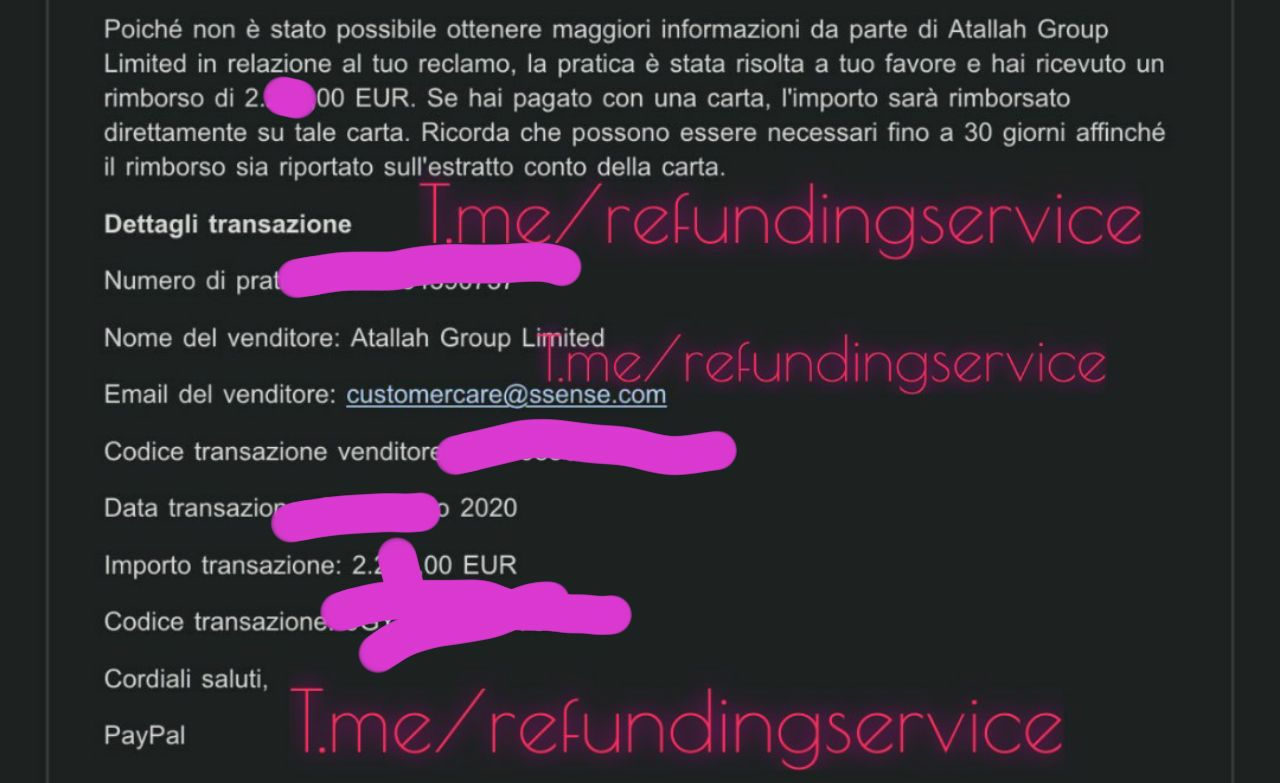 Poiché non è stato possibile ottenere maggiori informazioni da parte di Atallah Group
Limited in relazione al tuo reclamo, la pratica è stata risolta a tuo favore e hai ricevuto un
rimborso di 2. 00 EUR. Se hai pagato con una carta, l'importo sarà rimborsato
direttamente su tale carta. Ricorda che possono essere necessari fino a 30 giorni affinché
il rimborso sia riportato sull'estratto conto della carta.
Dettagli transazione
T.me/refundingservice
Numero di
Nome del venditore: Atallah Group Limited
T.me/refundingservice
Email del venditore: customercare@ssense.com
Codice transazione venditore
Data 2020
Importo transazione: 00 EUR
Codice transazione:
Cordiali saluti,
T.me/refundingservice
PayPal